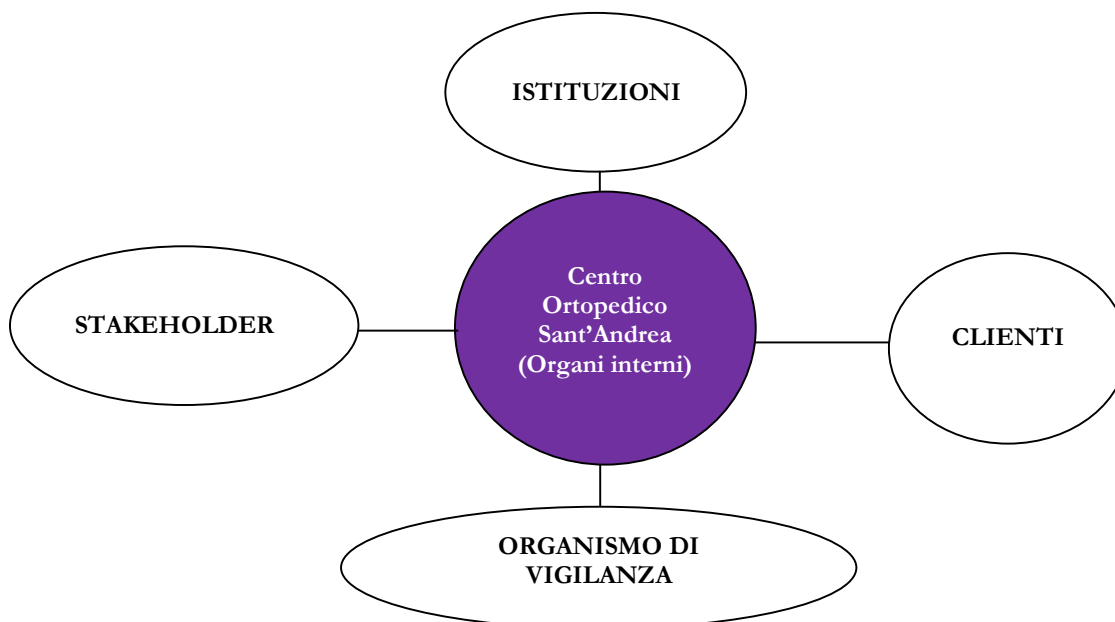 ISTITUZIONI
STAKEHOLDER
Centro
Ortopedico
Sant’Andrea
(Organi interni)
CLIENTI
ORGANISMO DI
VIGILANZA